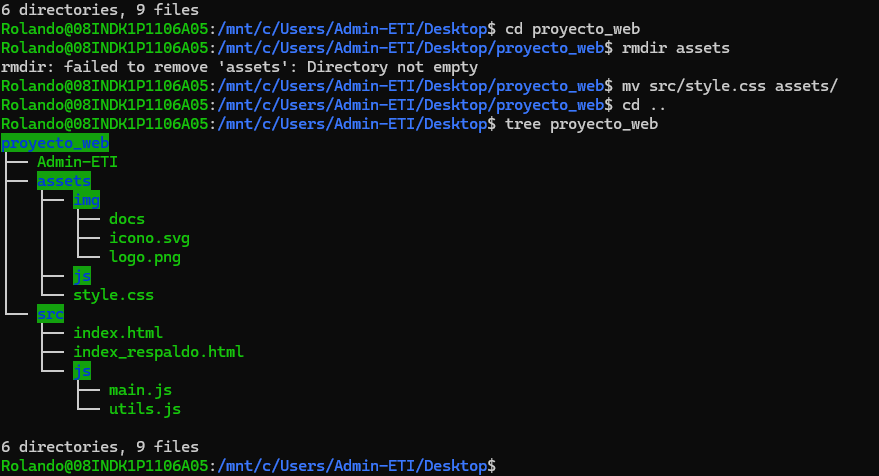 6 directories, 9 files
Rolando@08INDK1P1106A05:/mnt/c/Users/Admin-ETI/Desktop$ cd proyecto_web
Rolando@08INDK1P1106A05:/mnt/c/Users/Admin-ETI/Desktop/proyecto_web$ rmdir assets
rmdir: failed to remove 'assets': Directory not empty
Rolando@08INDK1P1106A05:/mnt/c/Users/Admin-ETI/Desktop/proyecto_web$ mv src/style.css assets/
Rolando@08INDK1P1106A05:/mnt/c/Users/Admin-ETI/Desktop/proyecto_web$ cd ..
Rolando@08INDK1P1106A05:/mnt/c/Users/Admin-ETI/Desktop$ tree proyecto_web
proyecto_web
├── Admin-ETI
├── assets
│   ├── img
│   │   ├── docs
│   │   ├── icono.svg
│   │   └── logo.png
│   ├── js
│   └── style.css
└── src
    ├── index.html
    ├── index_respaldo.html
    └── js
        ├── main.js
        └── utils.js
6 directories, 9 files
Rolando@08INDK1P1106A05:/mnt/c/Users/Admin-ETI/Desktop$